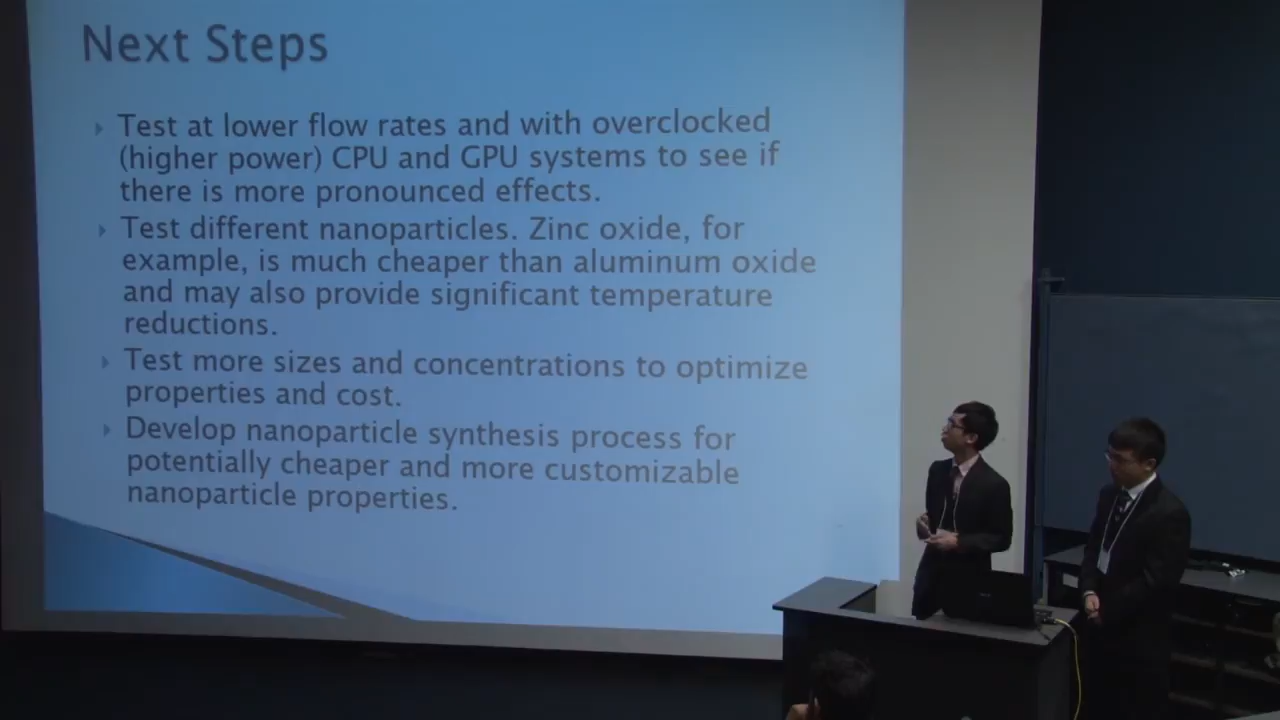 Next Steps
Test at lower flow rates and with overclocked
(higher power) CPU and GPU systems to see if
there is more pronounced effects.
Test different nanoparticles. Zinc oxide, for
example, is much cheaper than aluminum oxide
and may also provide significant temperature
reductions.
Test more sizes and concentrations to optimize
properties and cost.
Develop nanoparticle synthesis process for
potentially cheaper and more customizable
nanoparticle properties.